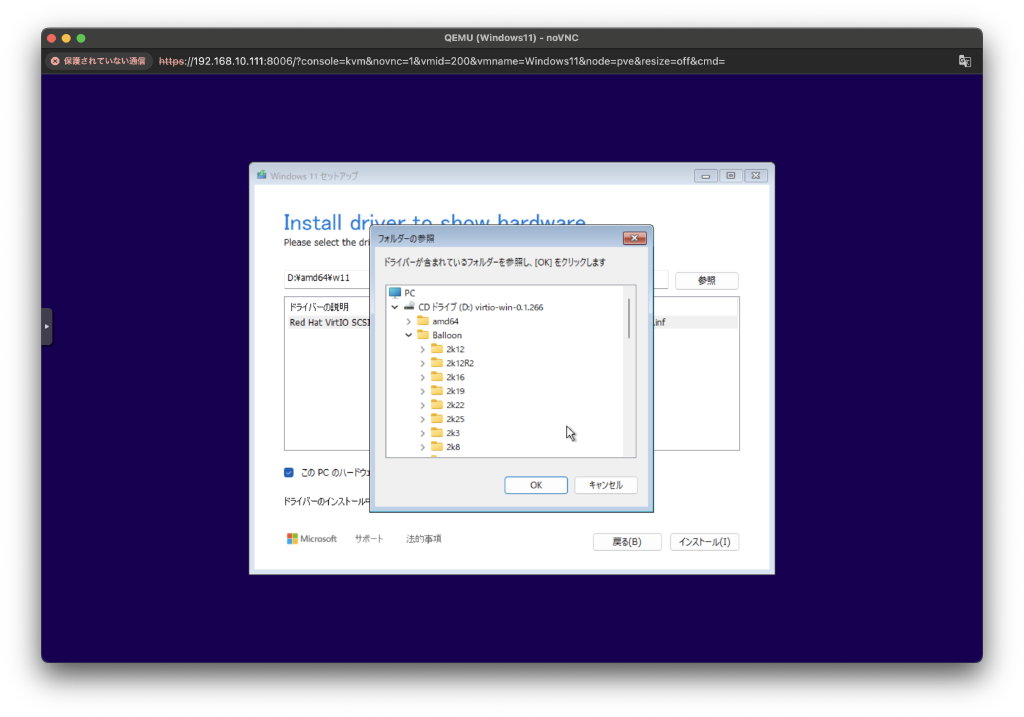 QEMU (Windows11) - noVNC
保護されていない通信 https://192.168.10.111:8006/?console=kvm&novnc=1&vmid=200&vmname=Windows11&node=pve&resize=off&cmd=
Windows 11 セットアップ
Install driver to show hardware
Please select the dri
D:¥amd64¥w11
参照
ドライバーの説明
Red Hat VirtIO SCSI
.inf
フォルダーの参照
ドライバーが含まれているフォルダーを参照し、[OK] をクリックします
PC
CD ドライブ (D:) virtio-win-0.1.266
amd64
Balloon
2k12
2k12R2
2k16
2k19
2k22
2k25
2k3
2k8
OK
キャンセル
この PC のハードウェ
ドライバーのインストール中
Microsoft
サポート
法的事項
戻る(B)
インストール(I)